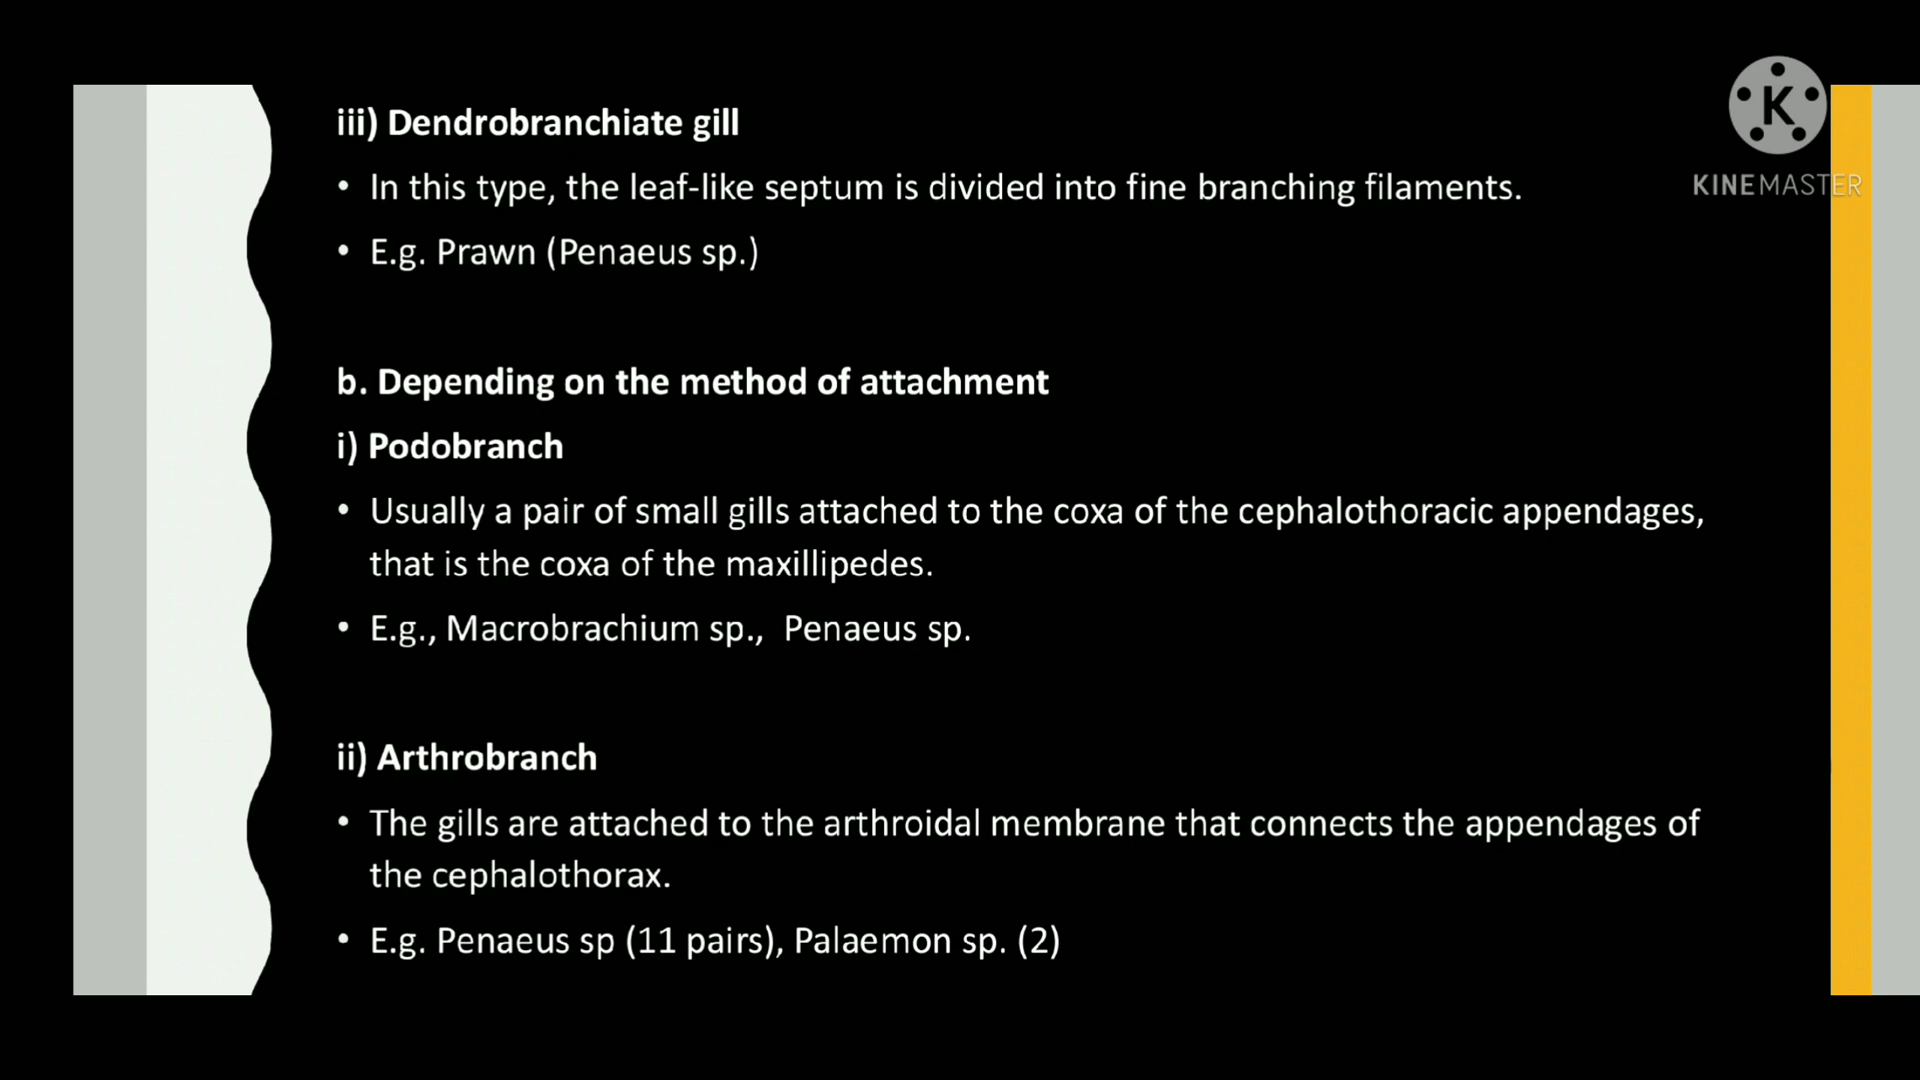 K
KINEMASTER
iii) Dendrobranchiate gill
• In this type, the leaf-like septum is divided into fine branching filaments.
• E.g. Prawn (Penaeus sp.)
b. Depending on the method of attachment
i) Podobranch
• Usually a pair of small gills attached to the coxa of the cephalothoracic appendages,
that is the coxa of the maxillipedes.
• E.g., Macrobrachium sp.,  Penaeus sp.
ii) Arthrobranch
• The gills are attached to the arthroidal membrane that connects the appendages of
the cephalothorax.
• E.g. Penaeus sp (11 pairs), Palaemon sp. (2)